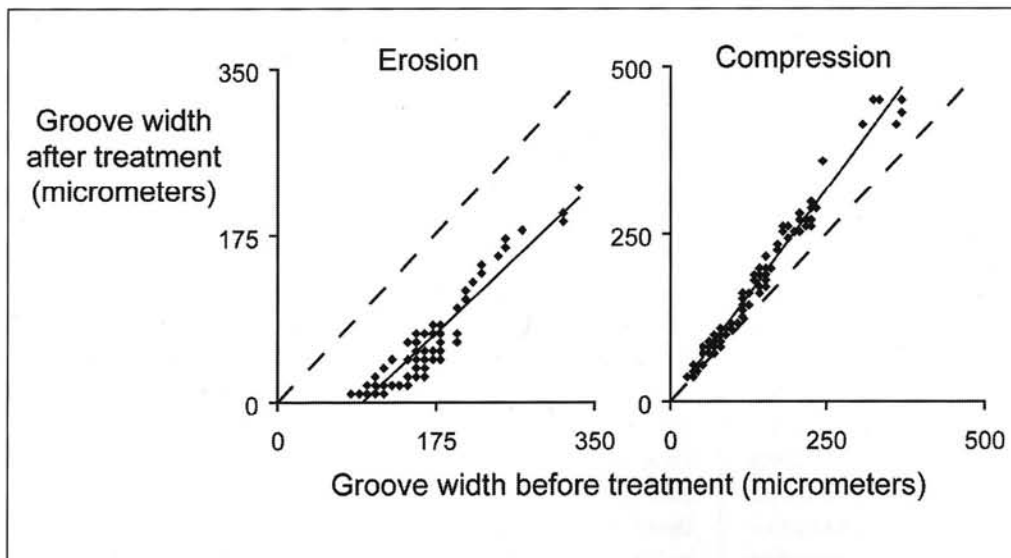 Erosion
Compression
Groove width
after treatment
(micrometers)
350
175
0
0
175
350
500
250
0
0
250
500
Groove width before treatment (micrometers)